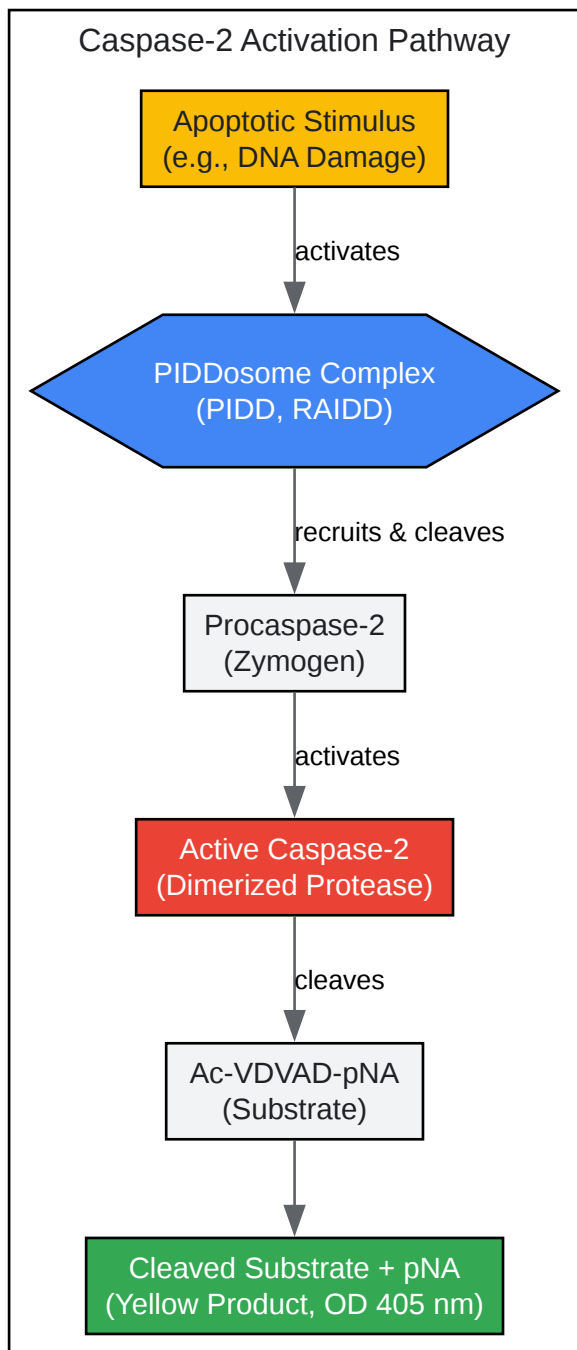 Caspase-2 Activation Pathway
Apoptotic Stimulus
(e.g., DNA Damage)
activates
PIDDosome Complex
(PIDD, RAIDD)
recruits & cleaves
Procaspase-2
(Zymogen)
activates
Active Caspase-2
(Dimerized Protease)
cleaves
Ac-VDVAD-pNA
(Substrate)
Cleaved Substrate + pNA
(Yellow Product, OD 405 nm)